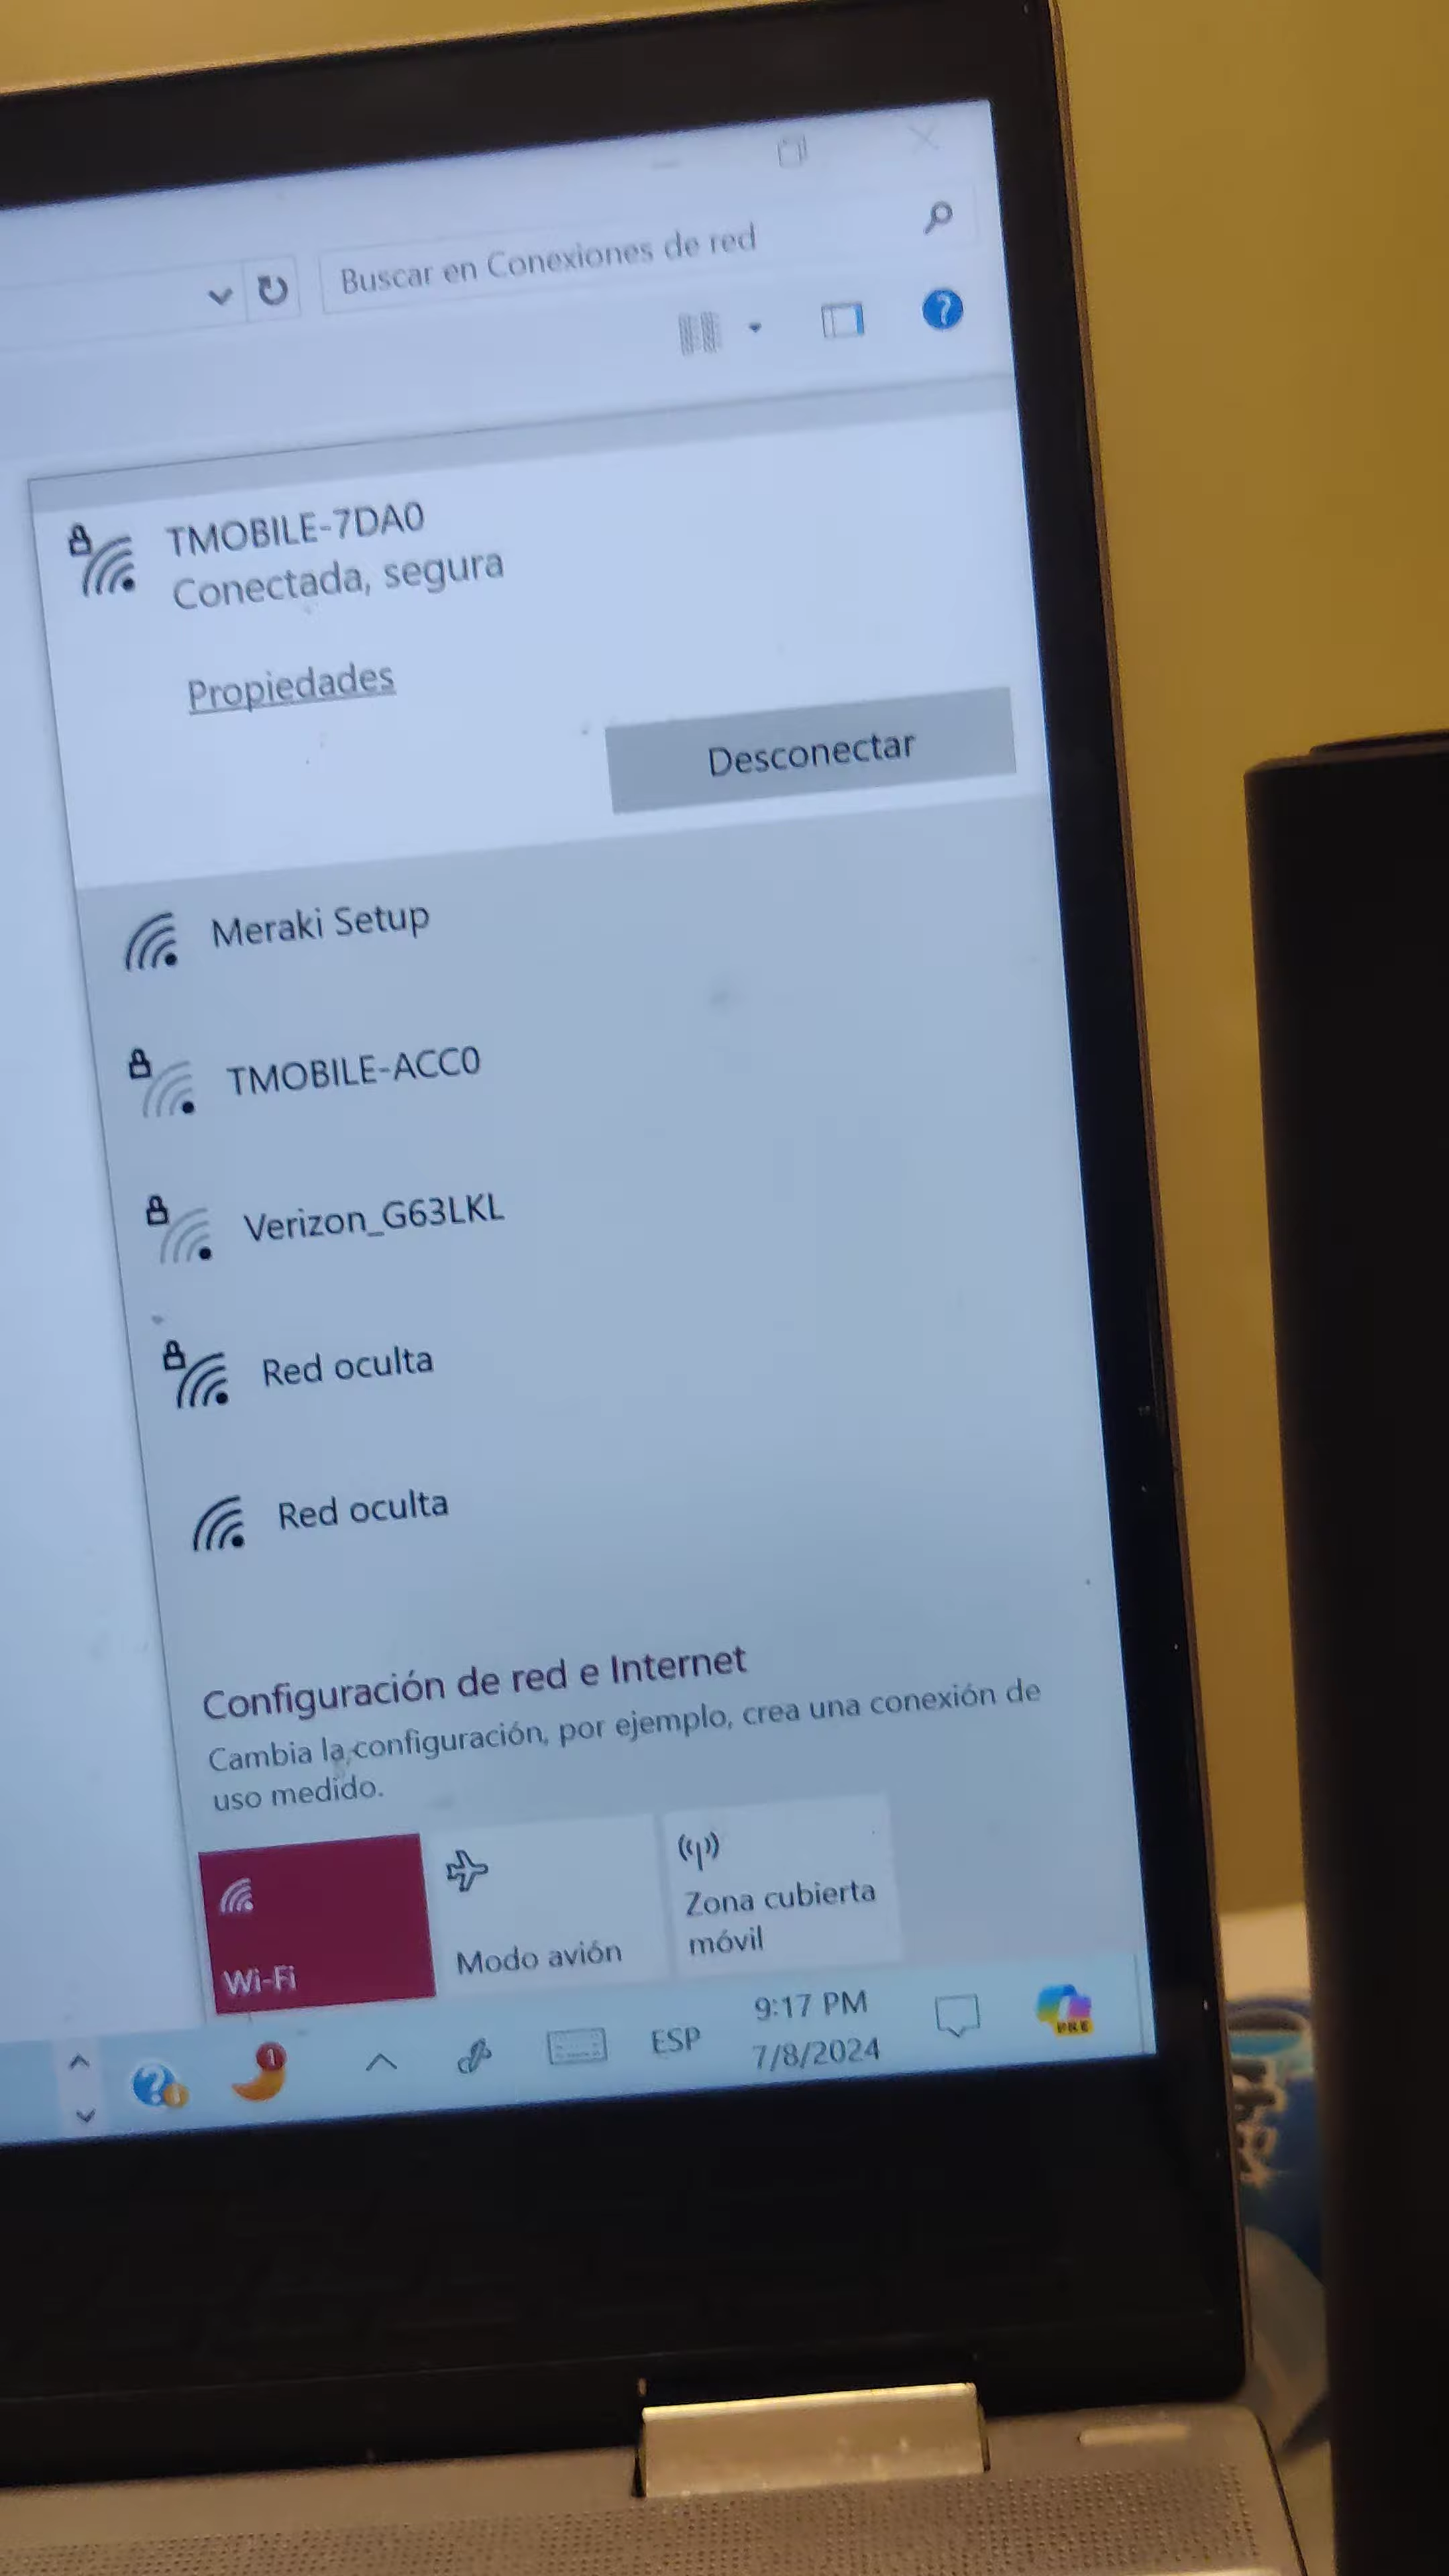 Buscar en Conexiones de red
TMOBILE-7DA0
Conectada, segura
Propiedades
Desconectar
Meraki Setup
TMOBILE-ACC0
Verizon_G63LKL
Red oculta
Red oculta
Configuración de red e Internet
Cambia la configuración, por ejemplo, crea una conexión de
uso medido.
Wi-Fi
Modo avión
Zona cubierta
móvil
1
ESP
9:17 PM
7/8/2024
PRE